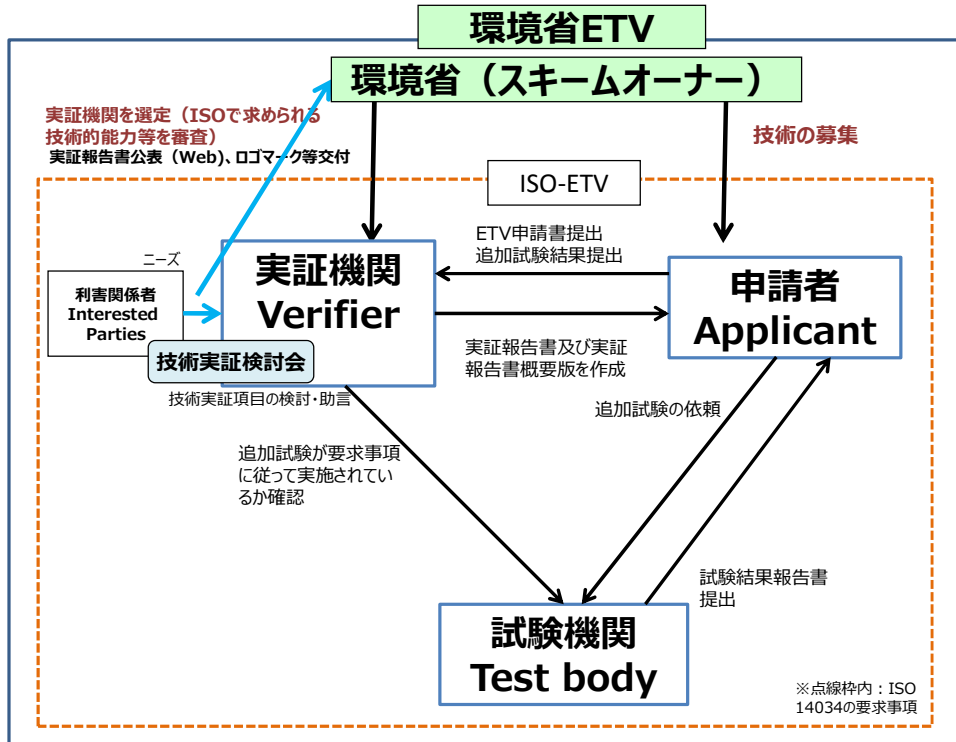 環境省ETV
環境省（スキームオーナー）
実証機関を選定（ISOで求められる
技術的能力等を審査）
実証報告書公表（Web)、ロゴマーク等交付
技術の募集
ISO-ETV
ETV申請書提出
追加試験結果提出
ニーズ
利害関係者
Interested
Parties
実証機関
Verifier
申請者
Applicant
技術実証検討会
技術実証項目の検討・助言
実証報告書及び実証
報告書概要版を作成
追加試験の依頼
追加試験が要求事項
に従って実施されてい
るか確認
試験結果報告書
提出
試験機関
Test body
※点線枠内：ISO
14034の要求事項